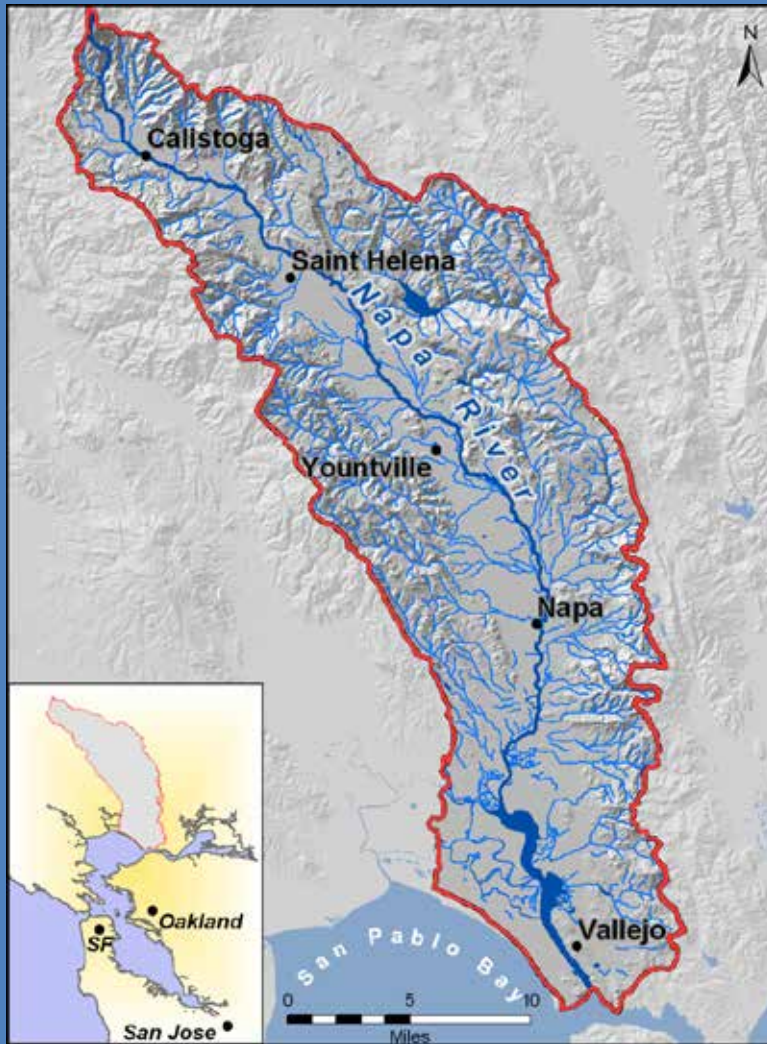 N
Calistoga
Saint Helena
Napa River
Yountville
Napa
Vallejo
San Pablo Bay
0 5 10
Miles
Oakland
SF
San Jose